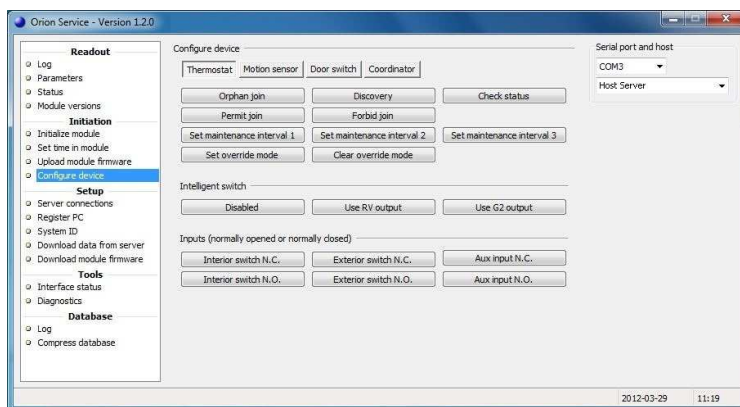 Orion Service - Version 1.2.0
Readout
Log
Parameters
Status
Module versions
Initiation
Initialize module
Set time in module
Upload module firmware
Configure device
Setup
Server connections
Register PC
System ID
Download data from server
Download module firmware
Tools
Interface status
Diagnostics
Database
Log
Compress database
Configure device
Thermostat Motion sensor Door switch Coordinator
Orphan join Discovery Check status
Permit join Forbid join
Set maintenance interval 1 Set maintenance interval 2 Set maintenance interval 3
Set override mode Clear override mode
Intelligent switch
Disabled Use RV output Use G2 output
Inputs (normally opened or normally closed)
Interior switch N.C. Exterior switch N.C. Aux input N.C.
Interior switch N.O. Exterior switch N.O. Aux input N.O.
Serial port and host
COM3
Host Server
2012-03-29 11:19